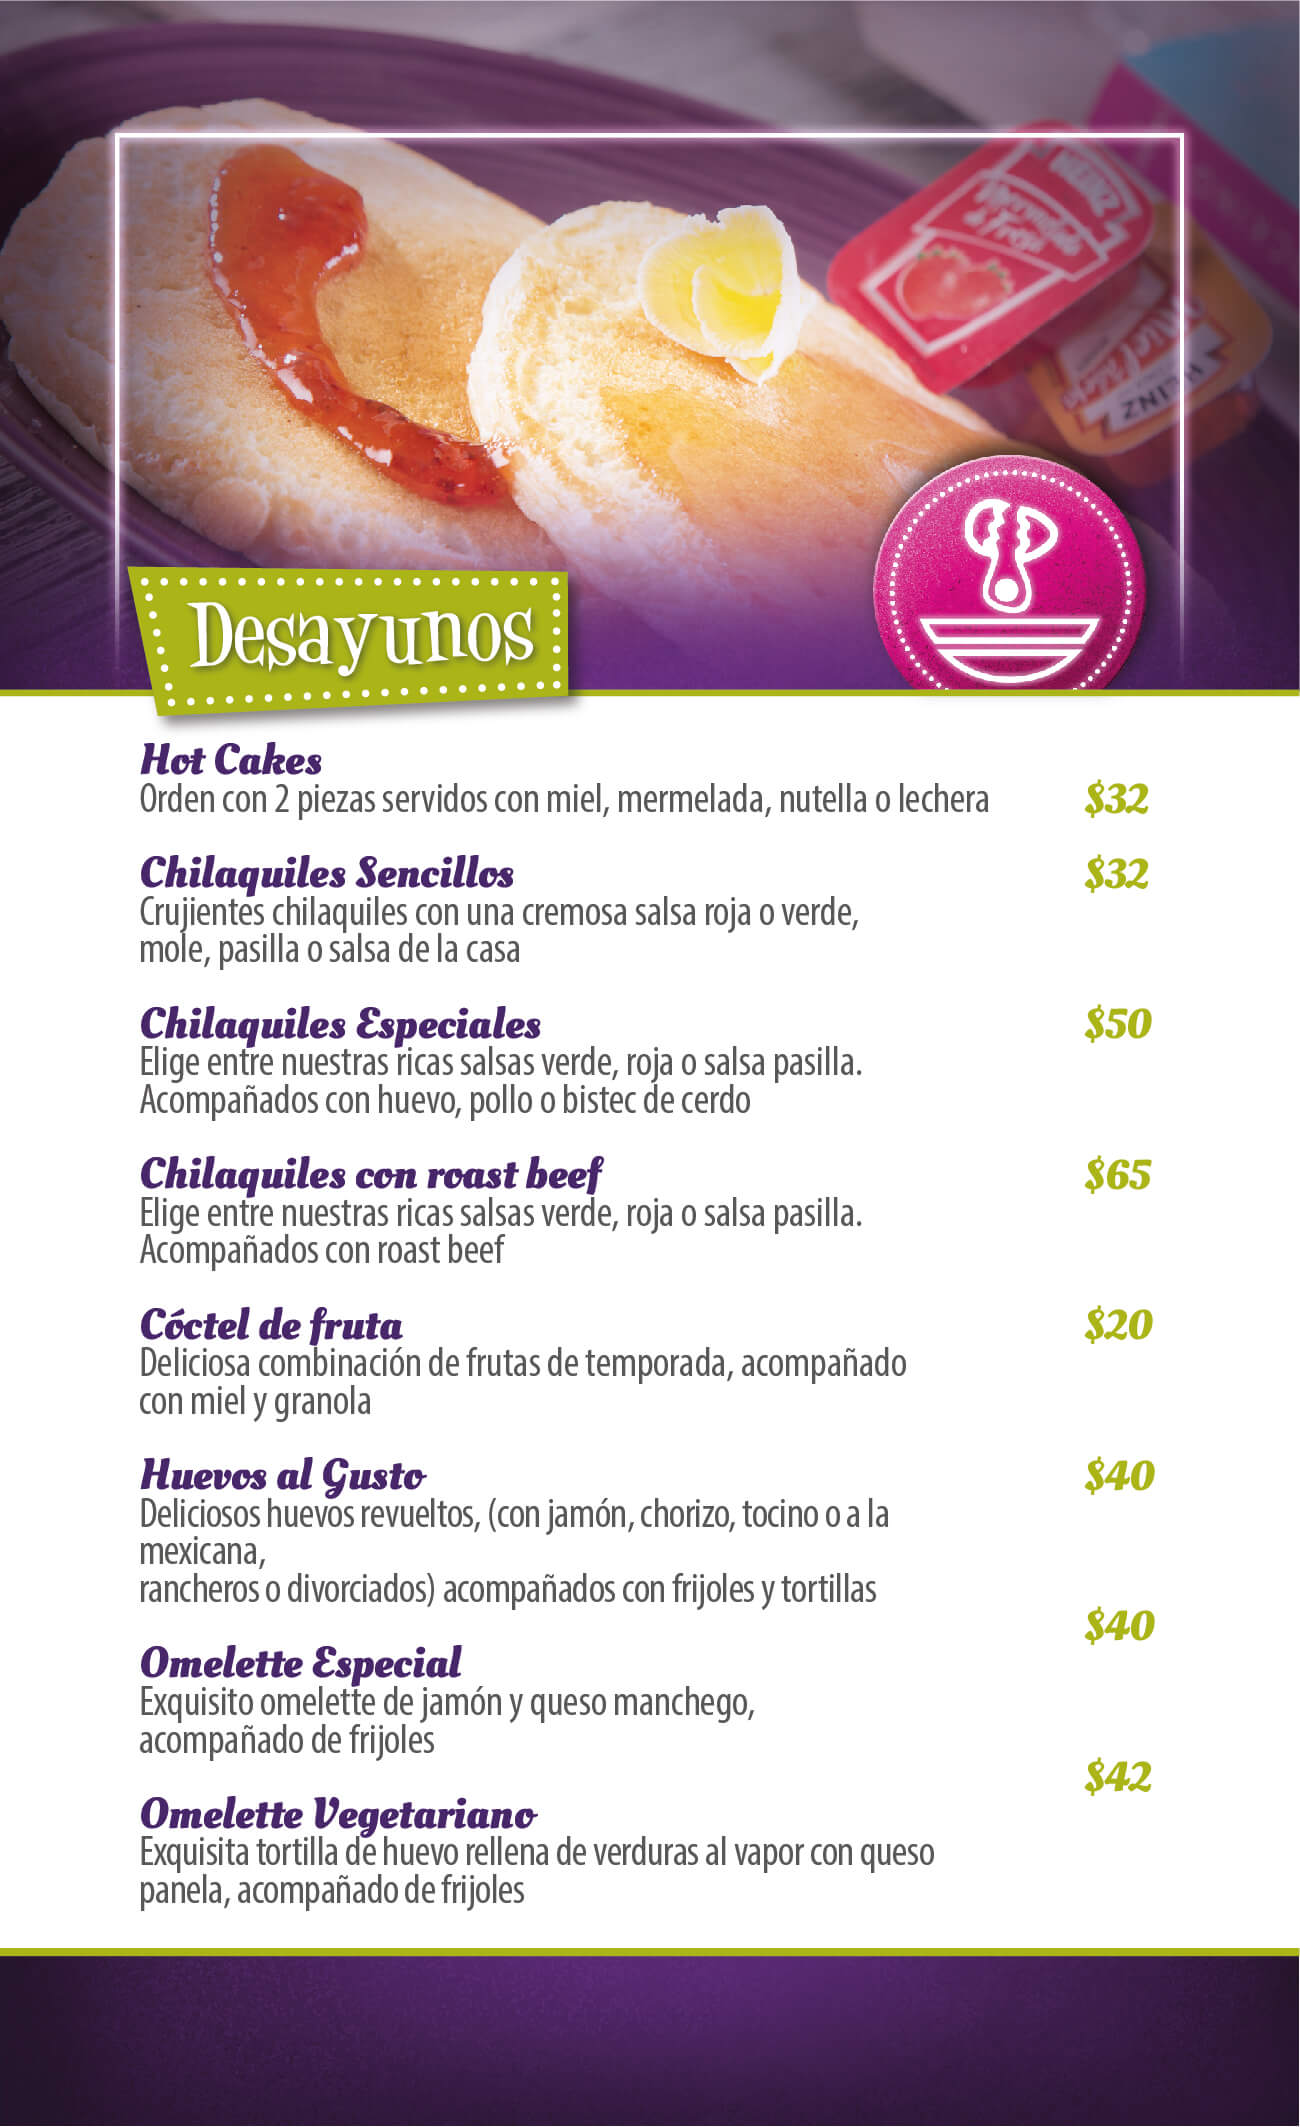 HEINZ
Mermelada
de Fresa
HEINZ
Desayunos
Hot Cakes
Orden con 2 piezas servidos con miel, mermelada, nutella o lechera $32
Chilaquiles Sencillos $32
Crujientes chilaquiles con una cremosa salsa roja o verde,
mole, pasilla o salsa de la casa
Chilaquiles Especiales $50
Elige entre nuestras ricas salsas verde, roja o salsa pasilla.
Acompañados con huevo, pollo o bistec de cerdo
Chilaquiles con roast beef $65
Elige entre nuestras ricas salsas verde, roja o salsa pasilla.
Acompañados con roast beef
Cóctel de fruta $20
Deliciosa combinación de frutas de temporada, acompañado
con miel y granola
Huevos al Gusto $40
Deliciosos huevos revueltos, (con jamón, chorizo, tocino o a la
mexicana,
rancheros o divorciados) acompañados con frijoles y tortillas
$40
Omelette Especial
Exquisito omelette de jamón y queso manchego,
acompañado de frijoles
$42
Omelette Vegetariano
Exquisita tortilla de huevo rellena de verduras al vapor con queso
panela, acompañado de frijoles